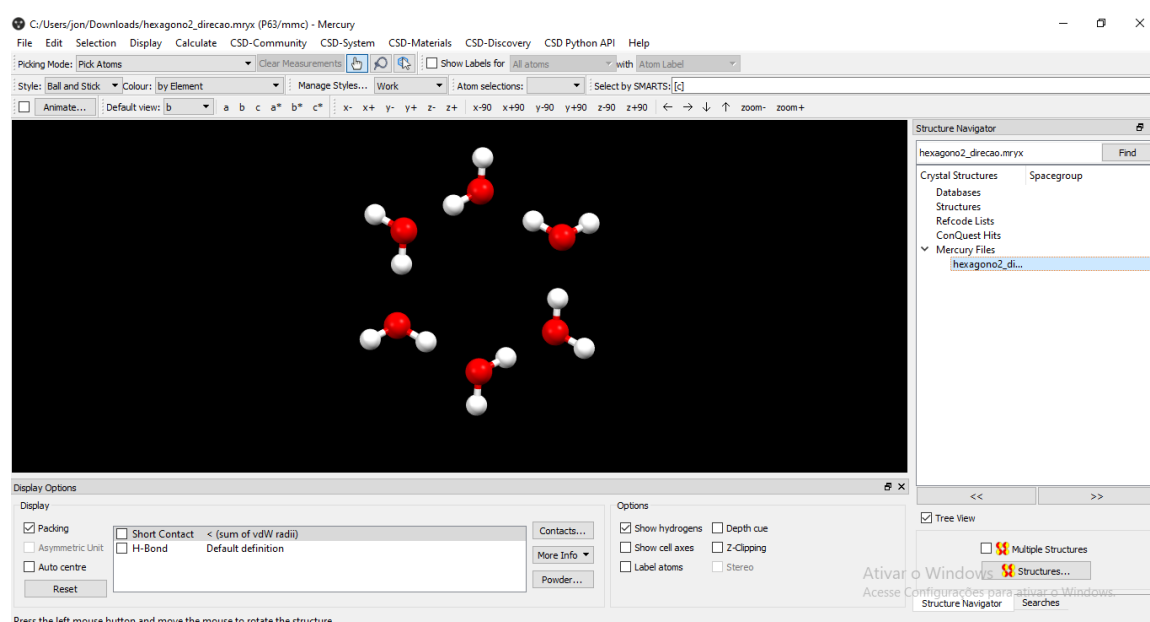 C:/Users/jon/Downloads/hexagono2_direcao.mryx (P63/mmc) - Mercury
File Edit Selection Display Calculate CSD-Community CSD-System CSD-Materials CSD-Discovery CSD Python API Help
Picking Mode: Pick Atoms Clear Measurements Show Labels for All atoms with Atom Label
Style: Ball and Stick Colour: by Element Manage Styles... Work Atom selections: Select by SMARTS: [c]
Animate... Default view: b a b c a* b* c* x- x+ y- y+ z- z+ x-90 x+90 y-90 y+90 z-90 z+90 ← → ↓ ↑ zoom- zoom+
Structure Navigator
hexagono2_direcao.mryx Find
Crystal Structures Spacegroup
Databases
Structures
Refcode Lists
ConQuest Hits
Mercury Files
hexagono2_di...
<< >>
Tree View
Multiple Structures
Structures...
Structure Navigator Searches
Display Options
Display
Packing
Asymmetric Unit
Auto centre
Reset
Short Contact < (sum of vdW radii)
H-Bond Default definition
Contacts...
More Info
Powder...
Options
Show hydrogens Depth cue
Show cell axes Z-Clipping
Label atoms Stereo
Ativar o Windows
Acesse Configurações para ativar o Windows.
Press the left mouse button and move the mouse to rotate the structure